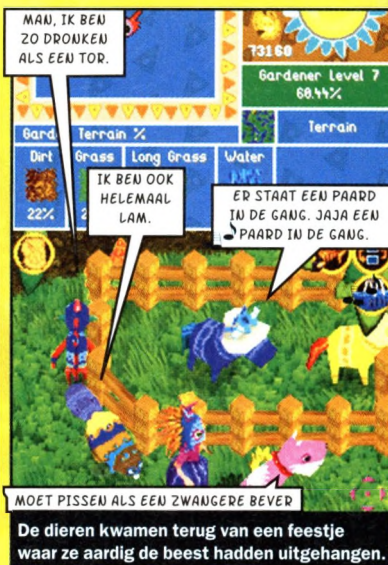 MAN, IK BEN
ZO DRONKEN
ALS EEN TOR.
73160
Gardener Level 7
60.44%
Gard
Terrain %
Terrain
Dirt
Grass
Long Grass
Water
22%
2
IK BEN OOK
HELEMAAL
LAM.
ER STAAT EEN PAARD
IN DE GANG. JAJA EEN
♪ PAARD IN DE GANG.
MOET PISSEN ALS EEN ZWANGERE BEVER
De dieren kwamen terug van een feestje
waar ze aardig de beest hadden uitgehangen.